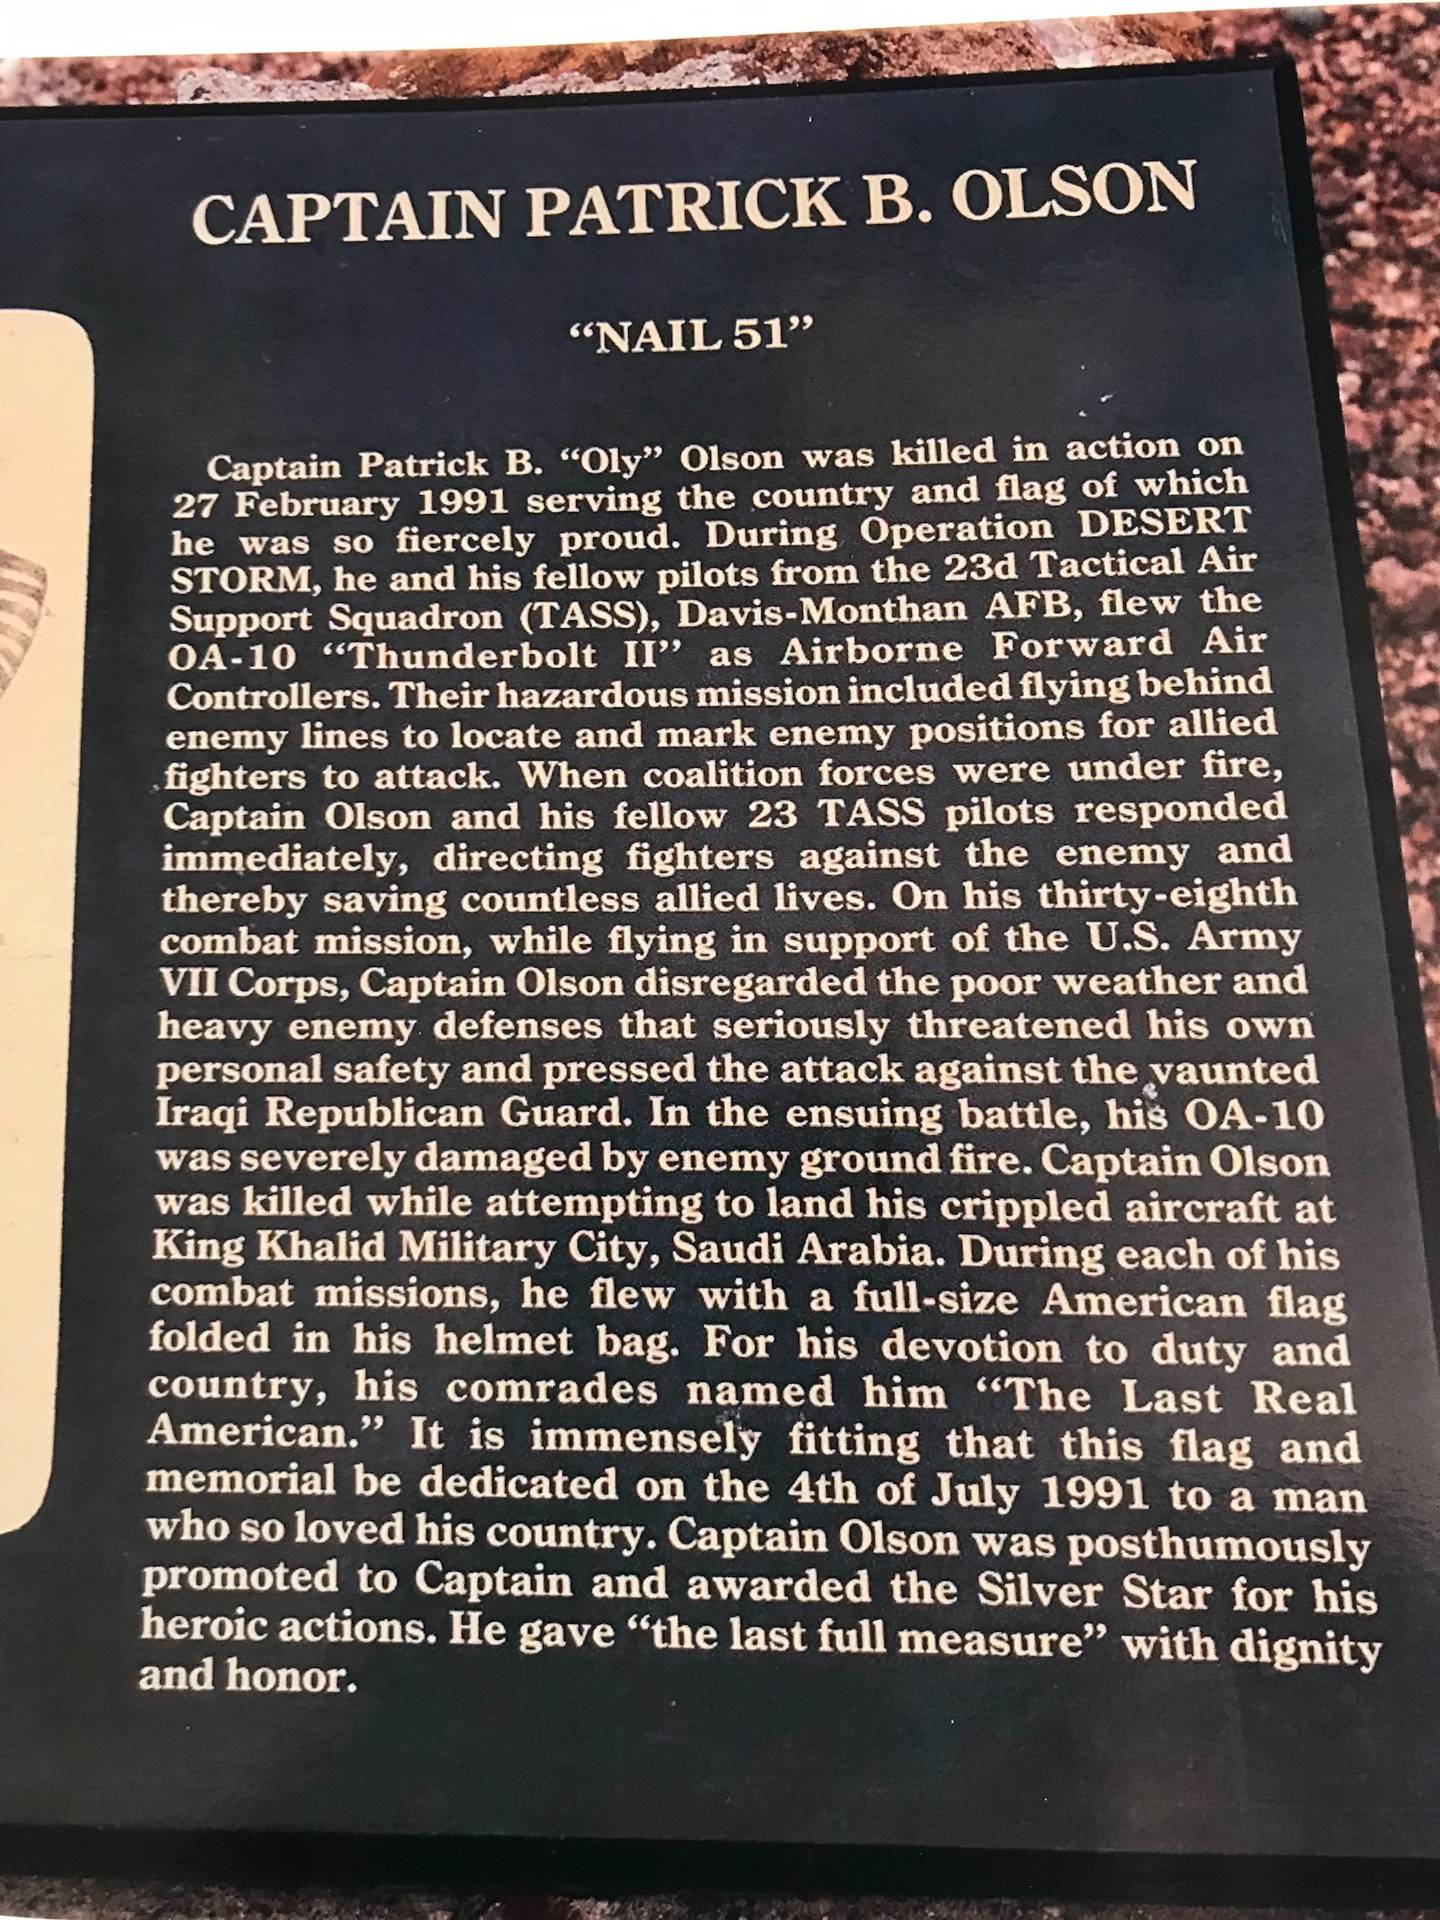 CAPTAIN PATRICK B. OLSON
“NAIL 51”
Captain Patrick B. “Oly” Olson was killed in action on
27 February 1991 serving the country and flag of which
he was so fiercely proud. During Operation DESERT
STORM, he and his fellow pilots from the 23d Tactical Air
Support Squadron (TASS), Davis-Monthan AFB, flew the
OA-10 “Thunderbolt II” as Airborne Forward Air
Controllers. Their hazardous mission included flying behind
enemy lines to locate and mark enemy positions for allied
fighters to attack. When coalition forces were under fire,
Captain Olson and his fellow 23 TASS pilots responded
immediately, directing fighters against the enemy and
thereby saving countless allied lives. On his thirty-eighth
combat mission, while flying in support of the U.S. Army
VII Corps, Captain Olson disregarded the poor weather and
heavy enemy defenses that seriously threatened his own
personal safety and pressed the attack against the vaunted
Iraqi Republican Guard. In the ensuing battle, his OA-10
was severely damaged by enemy ground fire. Captain Olson
was killed while attempting to land his crippled aircraft at
King Khalid Military City, Saudi Arabia. During each of his
combat missions, he flew with a full-size American flag
folded in his helmet bag. For his devotion to duty and
country, his comrades named him “The Last Real
American.” It is immensely fitting that this flag and
memorial be dedicated on the 4th of July 1991 to a man
who so loved his country. Captain Olson was posthumously
promoted to Captain and awarded the Silver Star for his
heroic actions. He gave “the last full measure” with dignity
and honor.